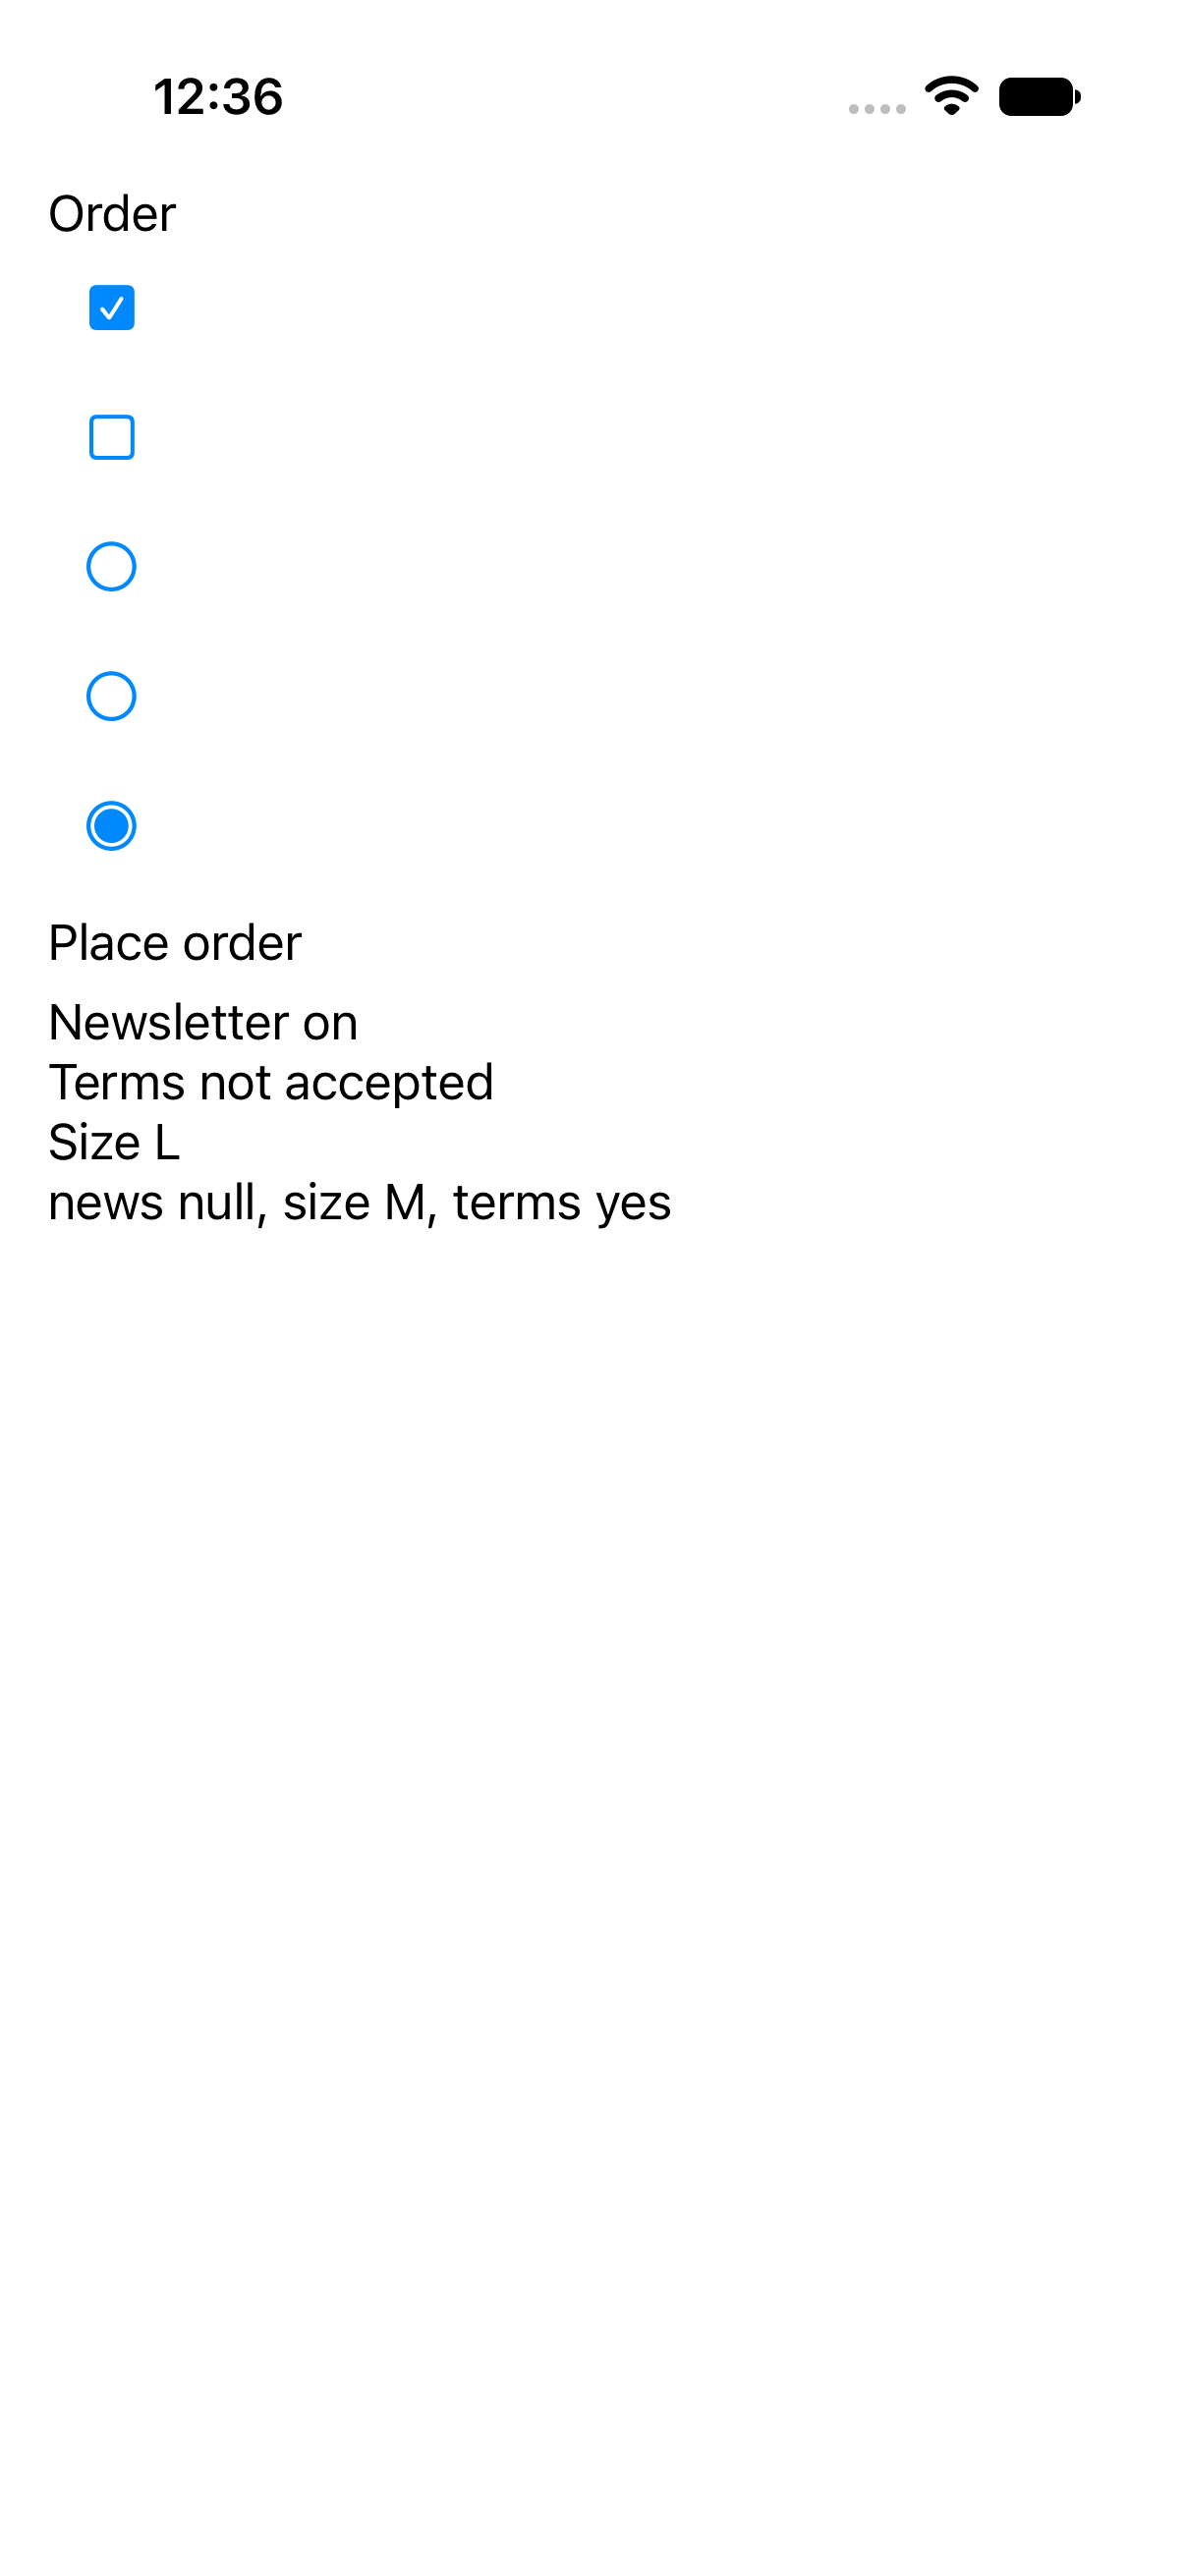 12:36
Order
Place order
Newsletter on
Terms not accepted
Size L
news null, size M, terms yes